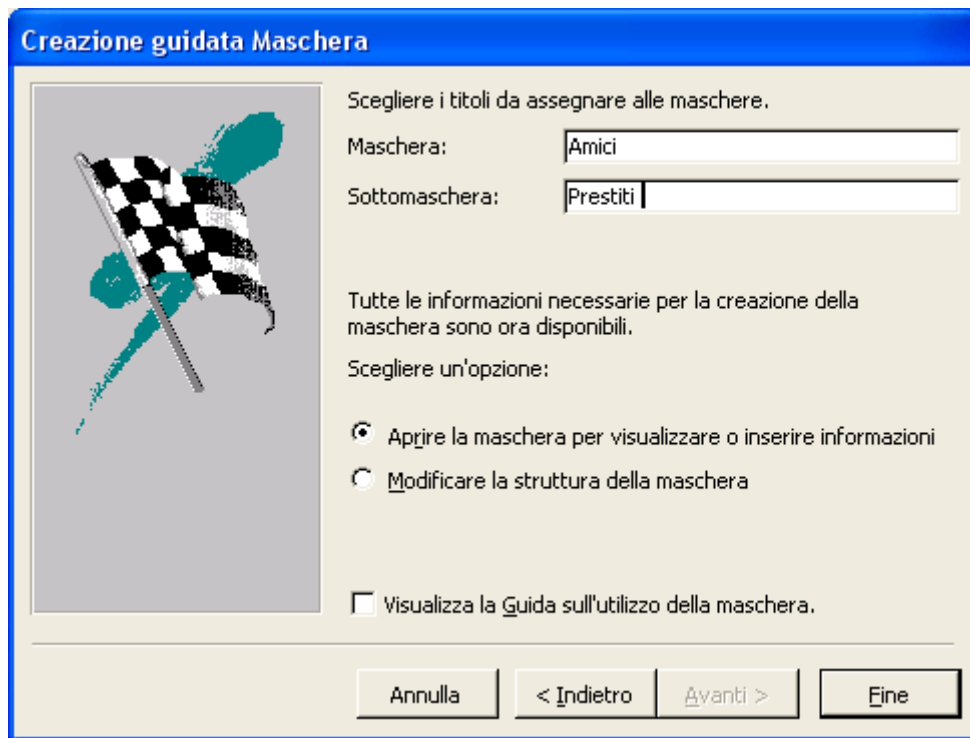 Creazione guidata Maschera
Scegliere i titoli da assegnare alle maschere.
Maschera: Amici
Sottomaschera: Prestiti
Tutte le informazioni necessarie per la creazione della
maschera sono ora disponibili.
Scegliere un'opzione:
Aprire la maschera per visualizzare o inserire informazioni
Modificare la struttura della maschera
Visualizza la Guida sull'utilizzo della maschera.
Annulla < Indietro Avanti > Fine